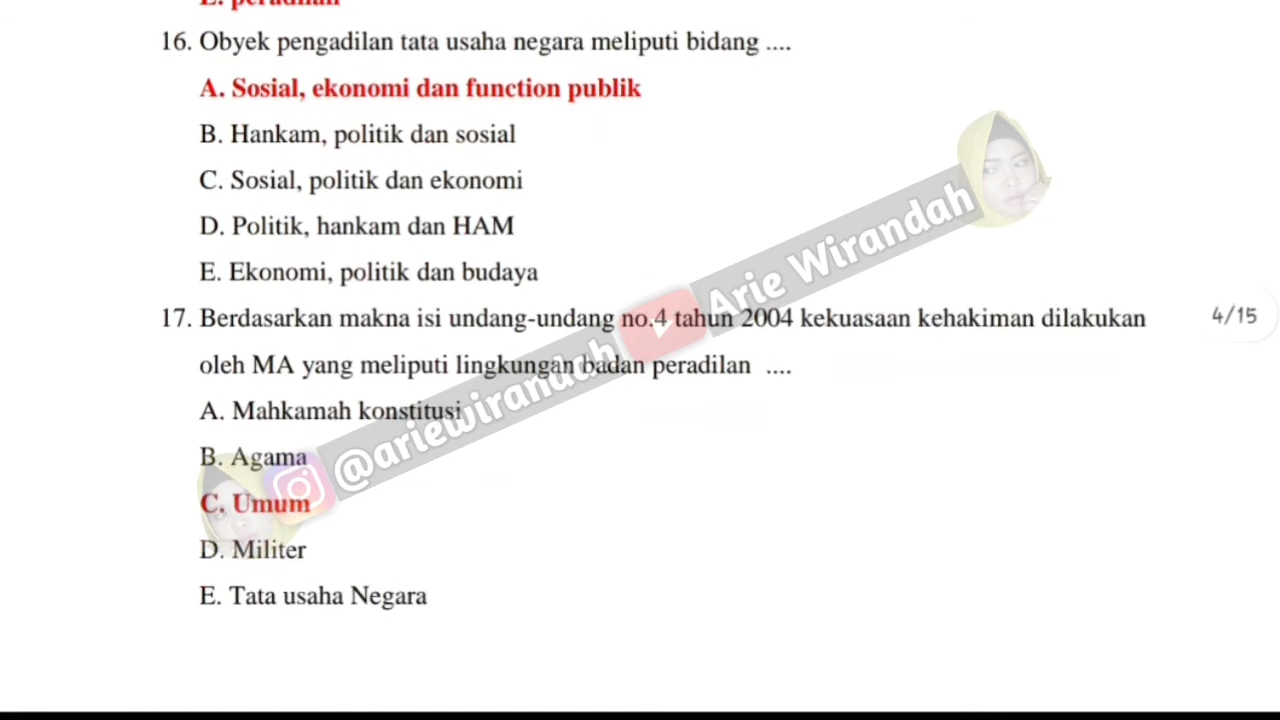 E. peradilan
16. Obyek pengadilan tata usaha negara meliputi bidang ....
A. Sosial, ekonomi dan function publik
B. Hankam, politik dan sosial
C. Sosial, politik dan ekonomi
D. Politik, hankam dan HAM
E. Ekonomi, politik dan budaya
17. Berdasarkan makna isi undang-undang no.4 tahun 2004 kekuasaan kehakiman dilakukan
oleh MA yang meliputi lingkungan badan peradilan ....
A. Mahkamah konstitusi
B. Agama
C. Umum
D. Militer
E. Tata usaha Negara
4/15
@ariewirandah
Arie Wirandah